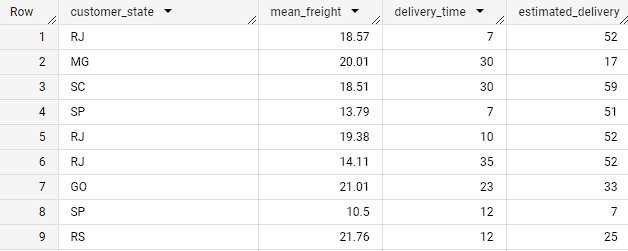 Row customer_state mean_freight delivery_time estimated_delivery
1 RJ 18.57 7 52
2 MG 20.01 30 17
3 SC 18.51 30 59
4 SP 13.79 7 51
5 RJ 19.38 10 52
6 RJ 14.11 35 52
7 GO 21.01 23 33
8 SP 10.5 12 7
9 RS 21.76 12 25